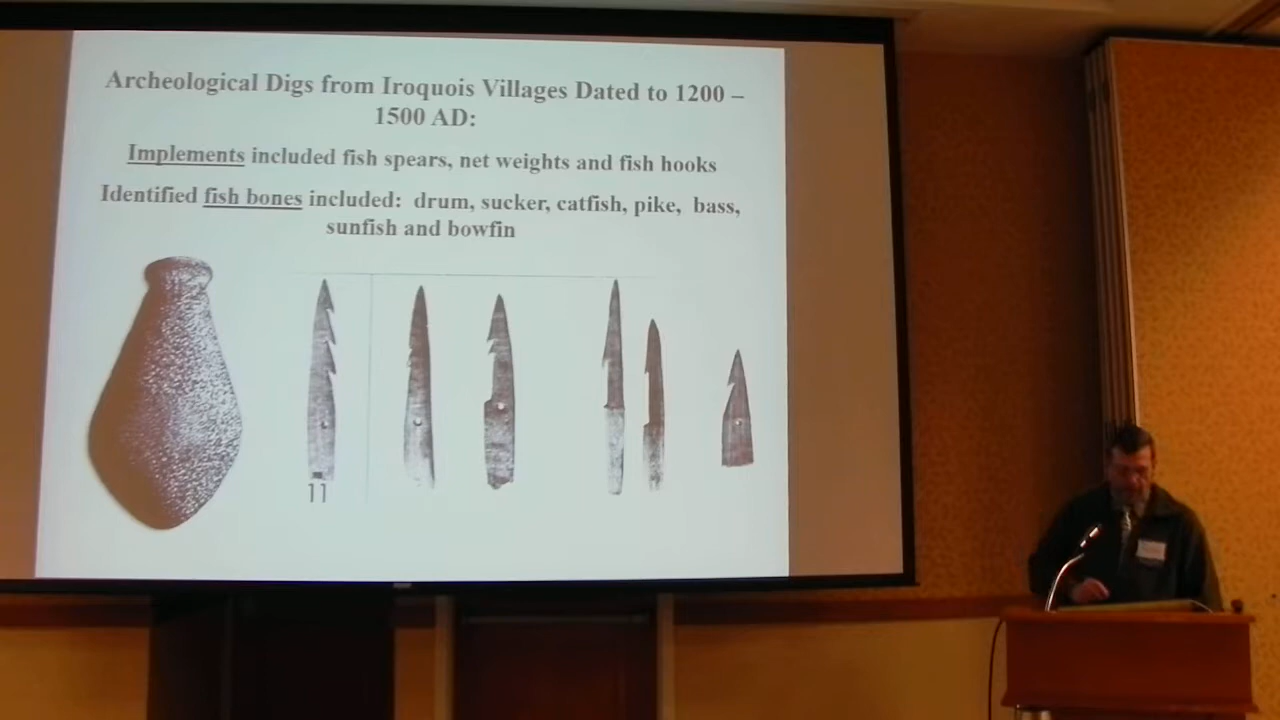 Archeological Digs from Iroquois Villages Dated to 1200 –
1500 AD:
Implements included fish spears, net weights and fish hooks
Identified fish bones included: drum, sucker, catfish, pike, bass,
sunfish and bowfin
11